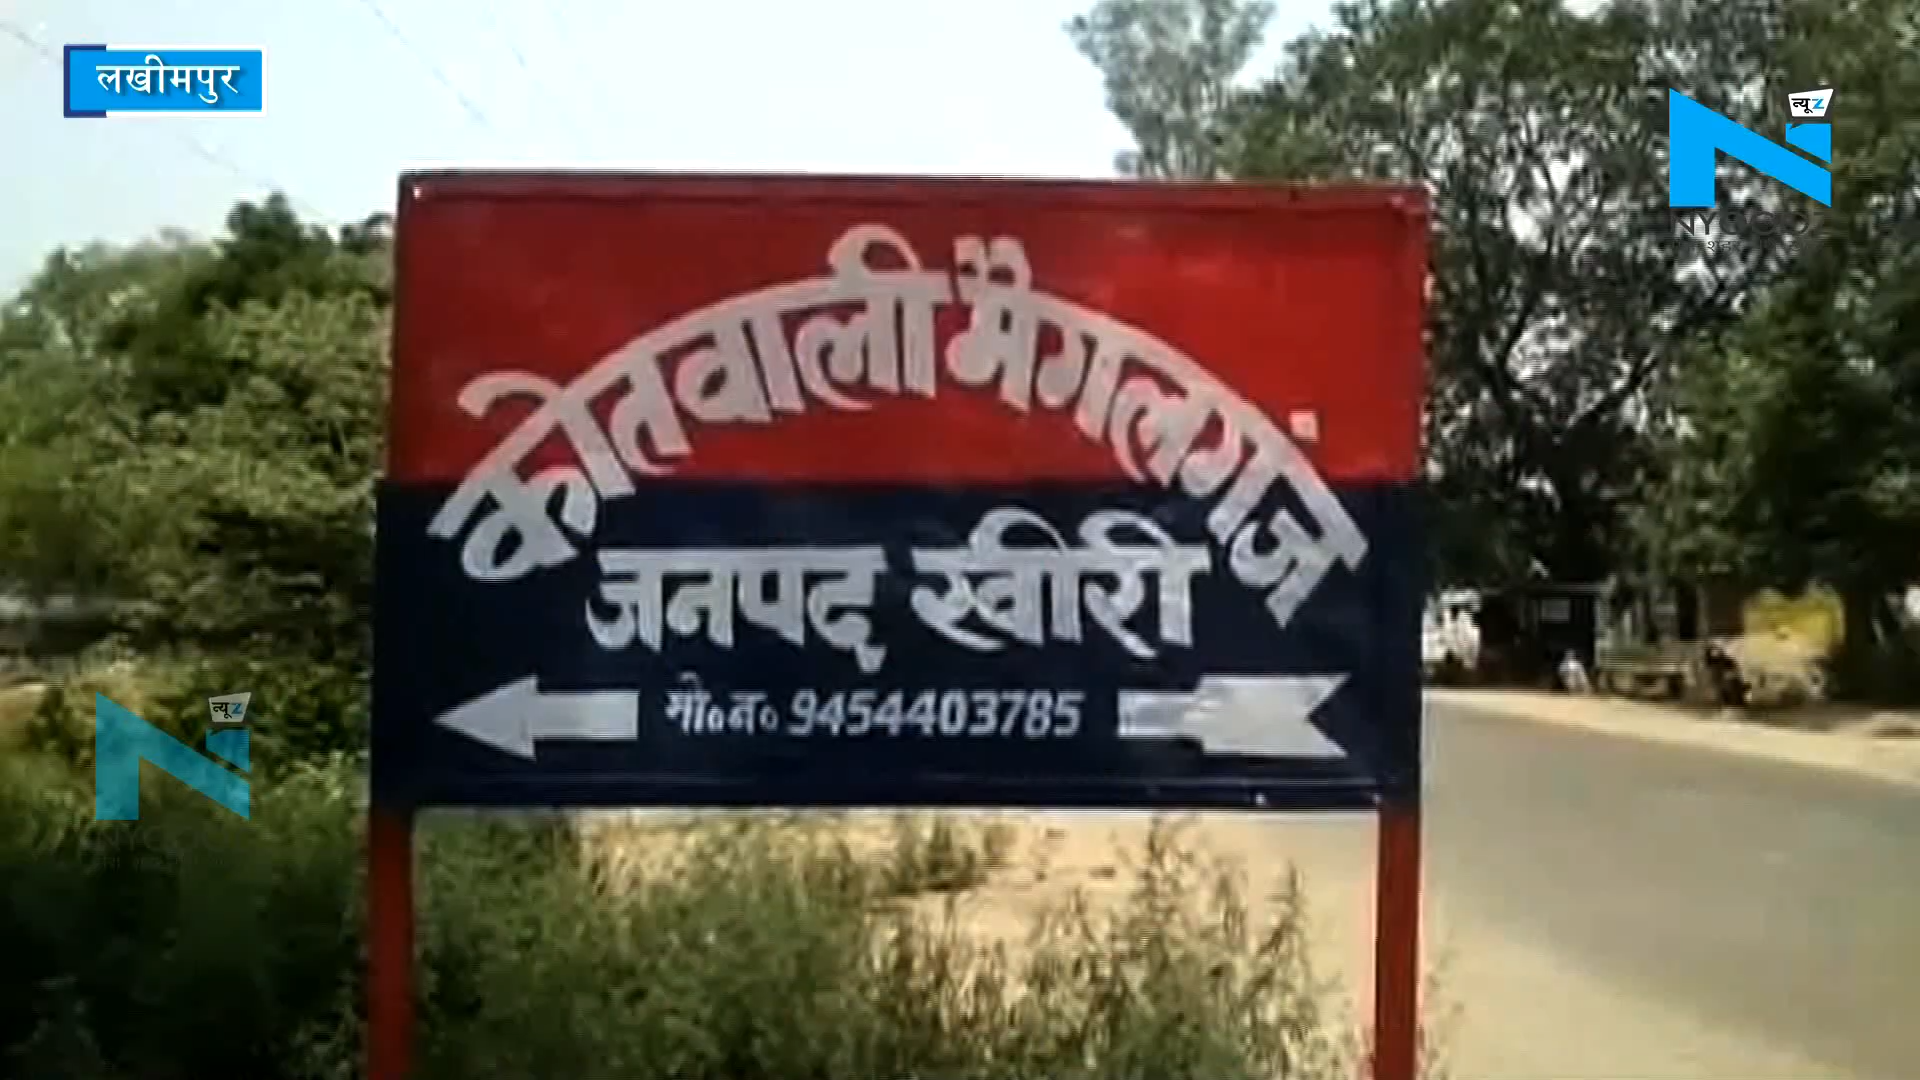 लखीमपुर
न्यूz
कोतवाली मैगलगंज
जनपद खीरी
मो०न० 9454403785
न्यूz